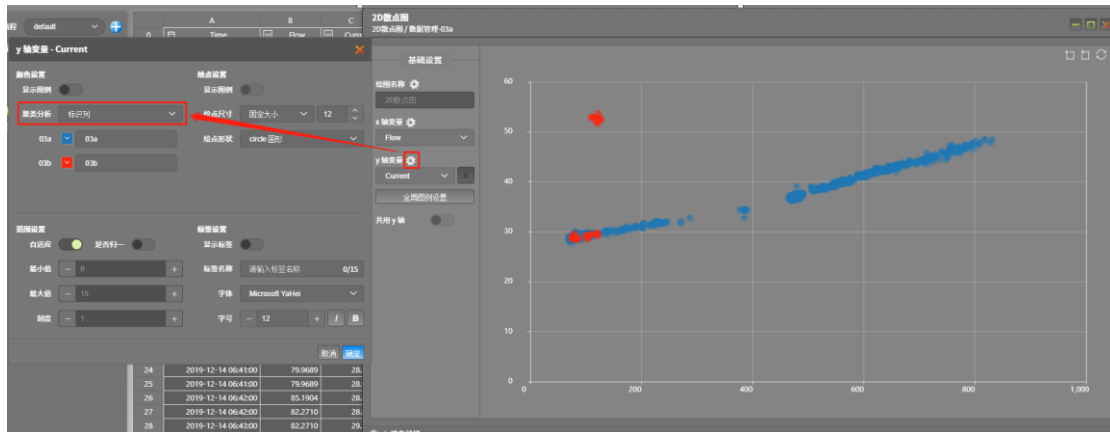 default
A B C
0 Time Flow Curre
y 轴变量 - Current
颜色设置
显示图例
聚类分析 标识列
03a 03a
03b 03b
绘点设置
显示图例
绘点尺寸 固定大小 12
绘点形状 circle 圆形
范围设置
自适应 是否归一
最小值 0
最大值 15
刻度 1
标签设置
显示标签
标签名称 请输入标签名称 0/15
字体 Microsoft YaHei
字号 12 I B
取消 确定
24 2019-12-14 06:41:00 79.9689 28.
25 2019-12-14 06:41:00 79.9689 28.
26 2019-12-14 06:42:00 85.1904 28.
27 2019-12-14 06:42:00 82.2710 28.
28 2019-12-14 06:43:00 82.2710 29.
2D散点图
2D散点图 / 数据管理-03a
基础设置
绘图名称
2D散点图
x 轴变量
Flow
y 轴变量
Current
全局图例设置
共用 y 轴
60
50
40
30
20
10
0
0 200 400 600 800 1,000